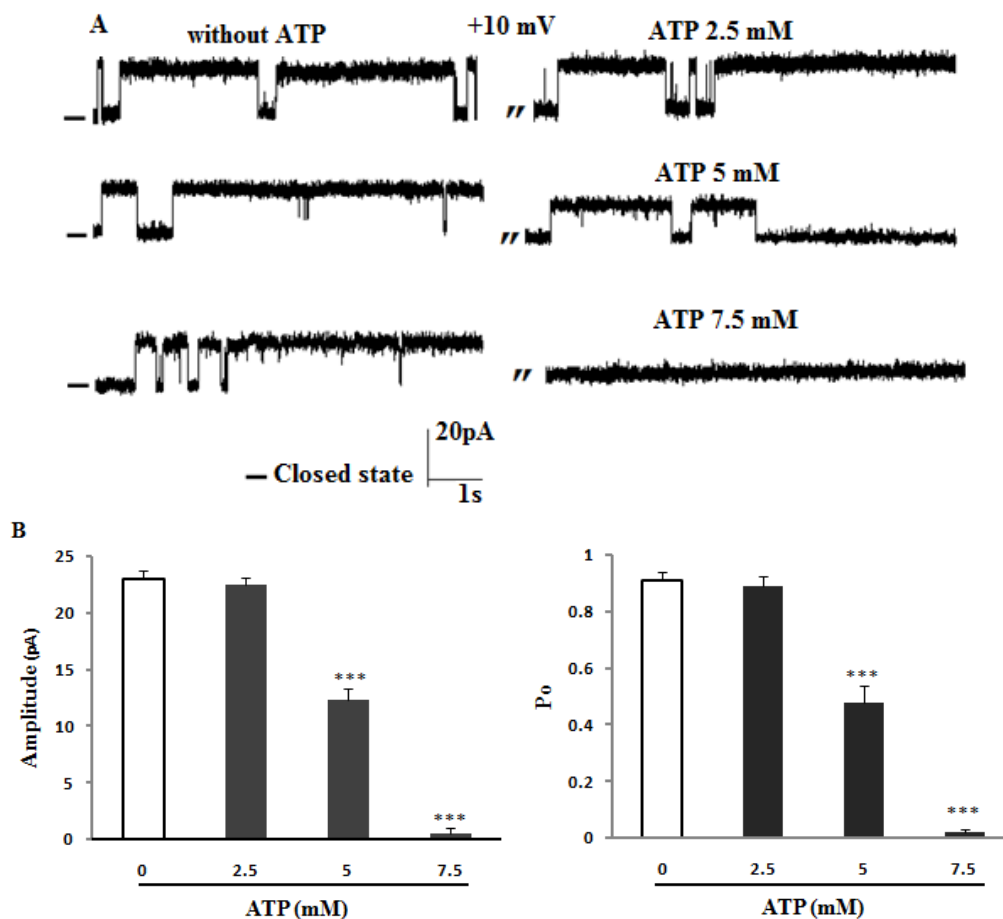 A
without ATP
+10 mV
ATP 2.5 mM
〃
ATP 5 mM
〃
ATP 7.5 mM
〃
20pA
– Closed state
1s
B
25
20
15
10
5
0
Amplitude (pA)
***
***
0 2.5 5 7.5
ATP (mM)
1
0.8
0.6
0.4
0.2
0
Po
***
***
0 2.5 5 7.5
ATP (mM)